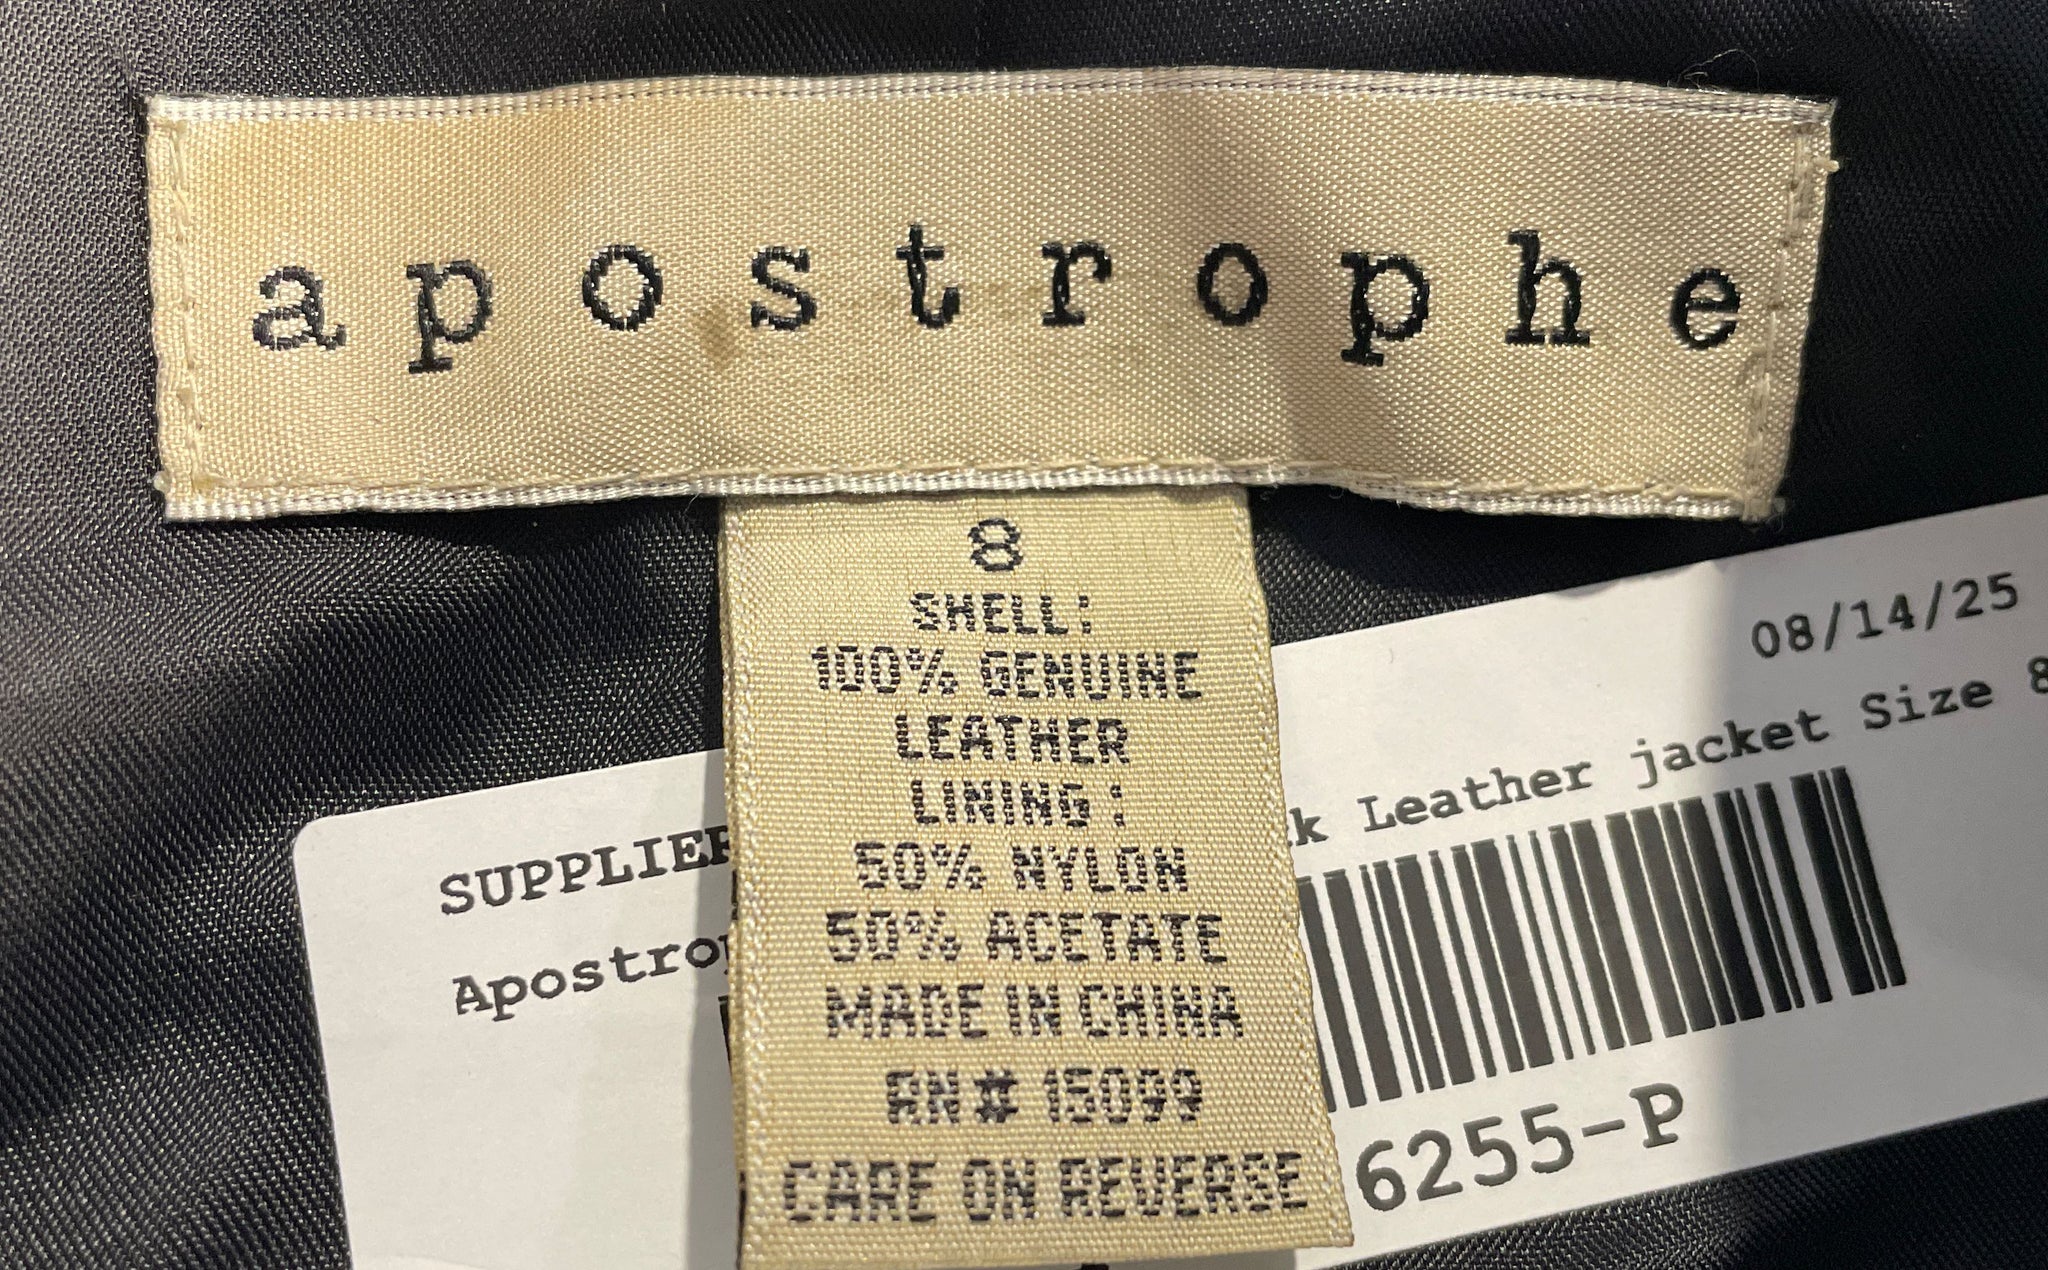 apostrophe
8
SHELL:
100% GENUINE
LEATHER
LINING:
50% NYLON
50% ACETATE
MADE IN CHINA
RN# 15099
CARE ON REVERSE
08/14/25
SUPPLIER
Leather jacket Size 8
6255-P